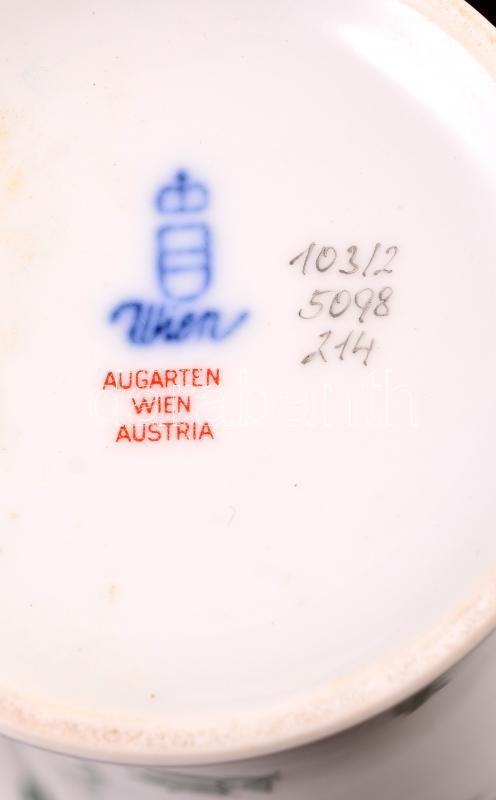 Wien
AUGARTEN
WIEN
AUSTRIA
103/2
5098
214